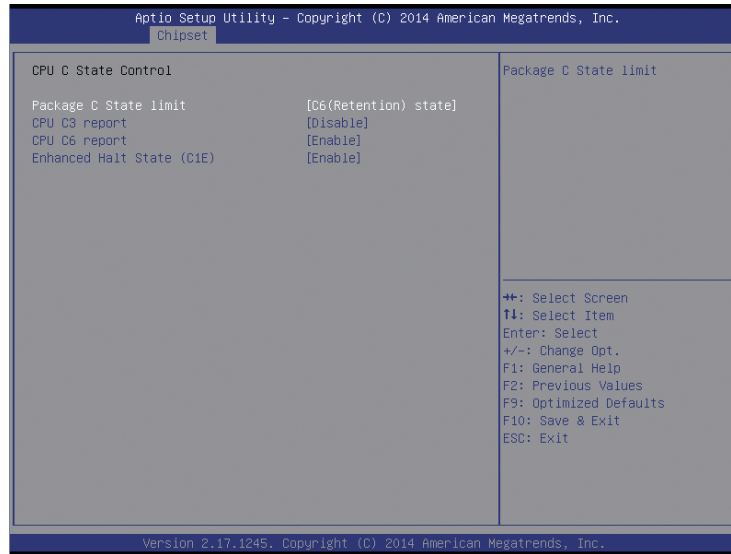 Aptio Setup Utility – Copyright (C) 2014 American Megatrends, Inc.
Chipset
CPU C State Control
Package C State limit [C6(Retention) state]
CPU C3 report [Disable]
CPU C6 report [Enable]
Enhanced Halt State (C1E) [Enable]
Package C State limit
→←: Select Screen
↑↓: Select Item
Enter: Select
+/-: Change Opt.
F1: General Help
F2: Previous Values
F9: Optimized Defaults
F10: Save & Exit
ESC: Exit
Version 2.17.1245. Copyright (C) 2014 American Megatrends, Inc.